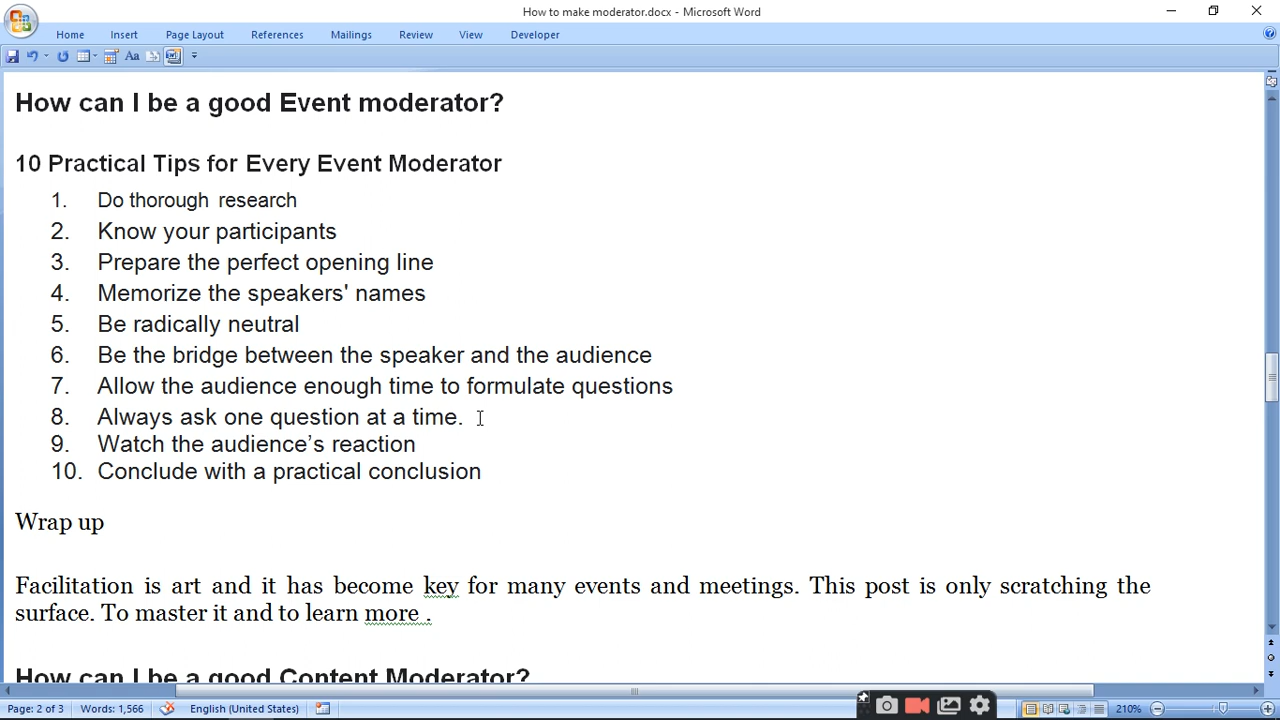 How to make moderator.docx - Microsoft Word
Home Insert Page Layout References Mailings Review View Developer
Aa
How can I be a good Event moderator?
10 Practical Tips for Every Event Moderator
1. Do thorough research
2. Know your participants
3. Prepare the perfect opening line
4. Memorize the speakers' names
5. Be radically neutral
6. Be the bridge between the speaker and the audience
7. Allow the audience enough time to formulate questions
8. Always ask one question at a time.
9. Watch the audience’s reaction
10. Conclude with a practical conclusion
Wrap up
Facilitation is art and it has become key for many events and meetings. This post is only scratching the
surface. To master it and to learn more .
How can I be a good Content Moderator?
Page: 2 of 3 Words: 1,566 English (United States) 210%